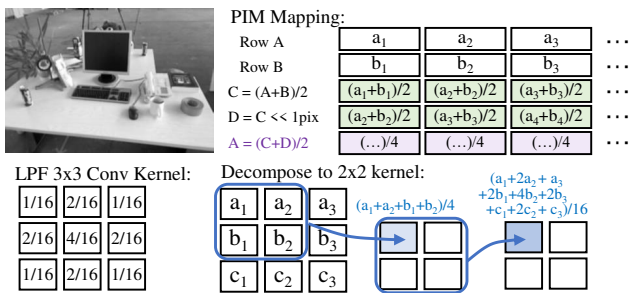 PIM Mapping:
Row A a₁ a₂ a₃ ...
Row B b₁ b₂ b₃ ...
C = (A+B)/2 (a₁+b₁)/2 (a₂+b₂)/2 (a₃+b₃)/2 ...
D = C << 1pix (a₂+b₂)/2 (a₃+b₃)/2 (a₄+b₄)/2 ...
A = (C+D)/2 (...)/4 (...)/4 (...)/4 ...
LPF 3x3 Conv Kernel:
1/16 2/16 1/16
2/16 4/16 2/16
1/16 2/16 1/16
Decompose to 2x2 kernel:
a₁ a₂ a₃
b₁ b₂ b₃
c₁ c₂ c₃
(a₁+a₂+b₁+b₂)/4
(a₁+2a₂ + a₃
+2b₁+4b₂+2b₃
+c₁+2c₂ + c₃)/16